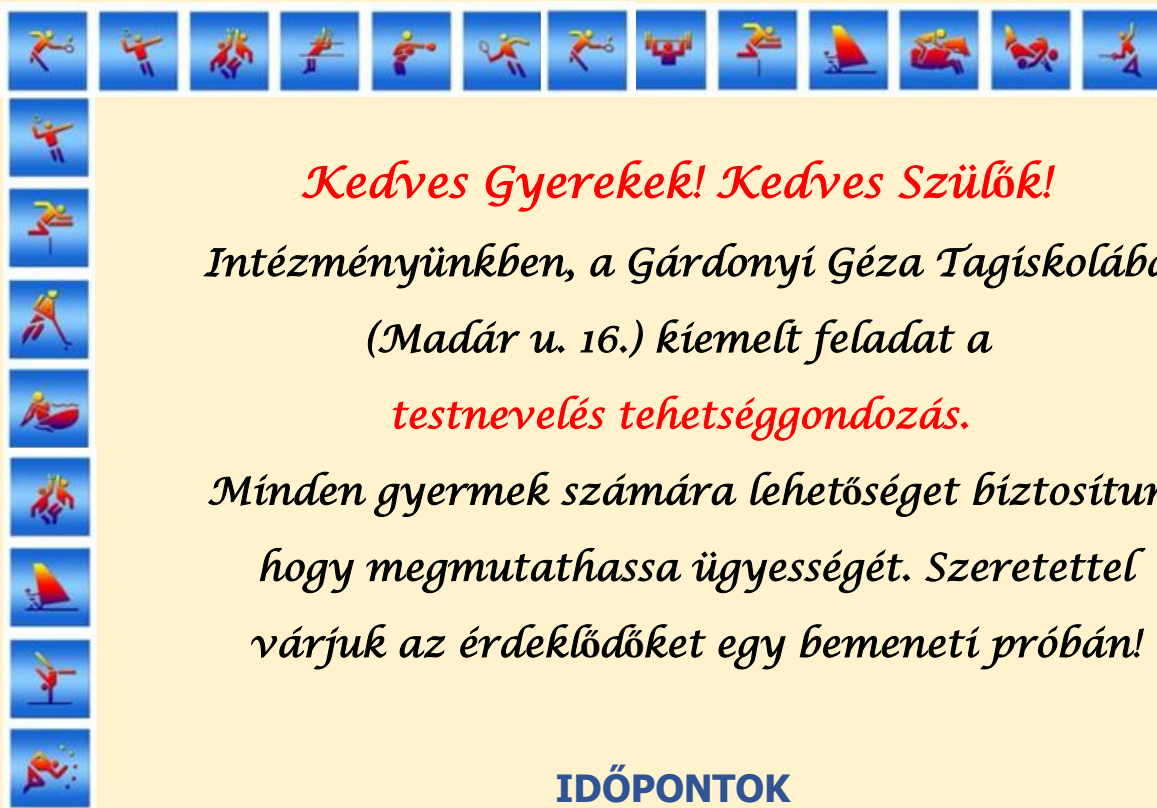 Kedves Gyerekek! Kedves Szülők!
Intézményünkben, a Gárdonyi Géza Tagiskolába
(Madár u. 16.) kiemelt feladat a
testnevelés tehetséggondozás.
Minden gyermek számára lehetőséget biztosítun
hogy megmutathassa ügyességét. Szeretettel
várjuk az érdeklődőket egy bemeneti próbán!
IDŐPONTOK